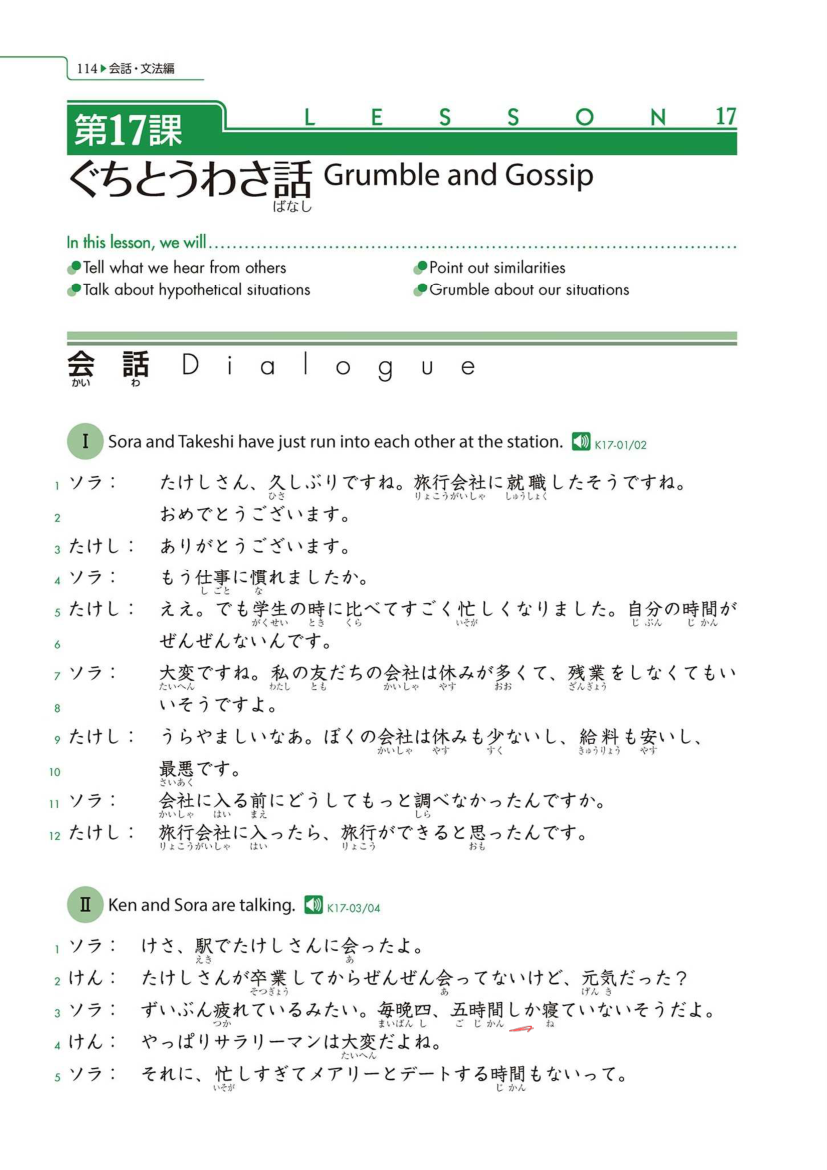 114▶会話・文法編
第17課 LESSON 17
ぐちとうわさ話 Grumble and Gossip
ばなし
In this lesson, we will
Tell what we hear from others
Point out similarities
Talk about hypothetical situations
Grumble about our situations
会話 Dialogue
かい わ
I Sora and Takeshi have just run into each other at the station. K17-01/02
1 ソラ： たけしさん、久しぶりですね。旅行会社に就職したそうですね。
ひさ りょこうがいしゃ しゅうしょく
2 おめでとうございます。
3 たけし： ありがとうございます。
4 ソラ： もう仕事に慣れましたか。
しごと な
5 たけし： ええ。でも学生の時に比べてすごく忙しくなりました。自分の時間が
がくせい とき くら いそが じぶん じかん
6 ぜんぜんないんです。
7 ソラ： 大変ですね。私の友だちの会社は休みが多くて、残業をしなくてもい
たいへん わたし とも かいしゃ やす おお ざんぎょう
8 いそうですよ。
9 たけし： うらやましいなあ。ぼくの会社は休みも少ないし、給料も安いし、
かいしゃ やす すく きゅうりょう やす
10 最悪です。
さいあく
11 ソラ： 会社に入る前にどうしてもっと調べなかったんですか。
かいしゃ はい まえ しら
12 たけし： 旅行会社に入ったら、旅行ができると思ったんです。
りょこうがいしゃ はい りょこう おも
II Ken and Sora are talking. K17-03/04
1 ソラ： けさ、駅でたけしさんに会ったよ。
えき あ
2 けん： たけしさんが卒業してからぜんぜん会ってないけど、元気だった？
そつぎょう あ げんき
3 ソラ： ずいぶん疲れているみたい。毎晩四、五時間しか寝ていないそうだよ。
つか まいばん し ご じかん ね
4 けん： やっぱりサラリーマンは大変だよね。
たいへん
5 ソラ： それに、忙しすぎてメアリーとデートする時間もないって。
いそが じかん